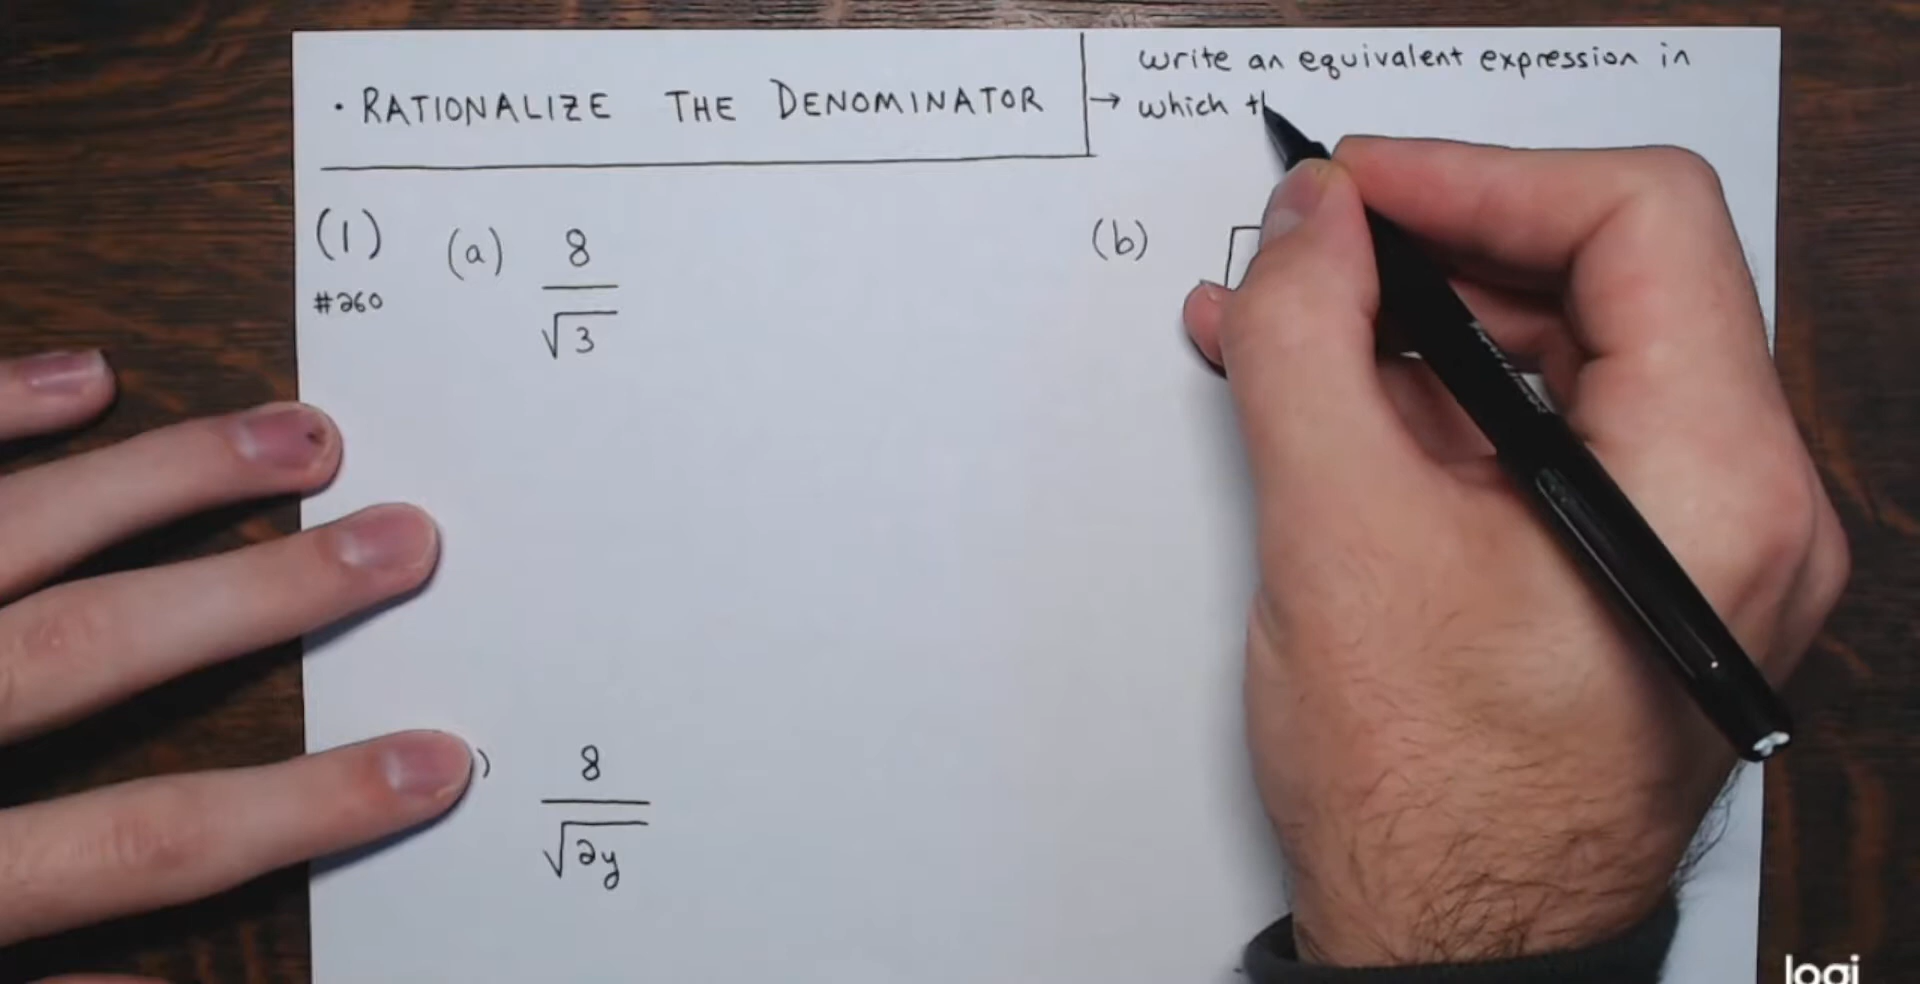 · RATIONALIZE THE DENOMINATOR
write an equivalent expression in
→ which
(1) (a) 8
√3
(b) √
#260
8
√2y
logi